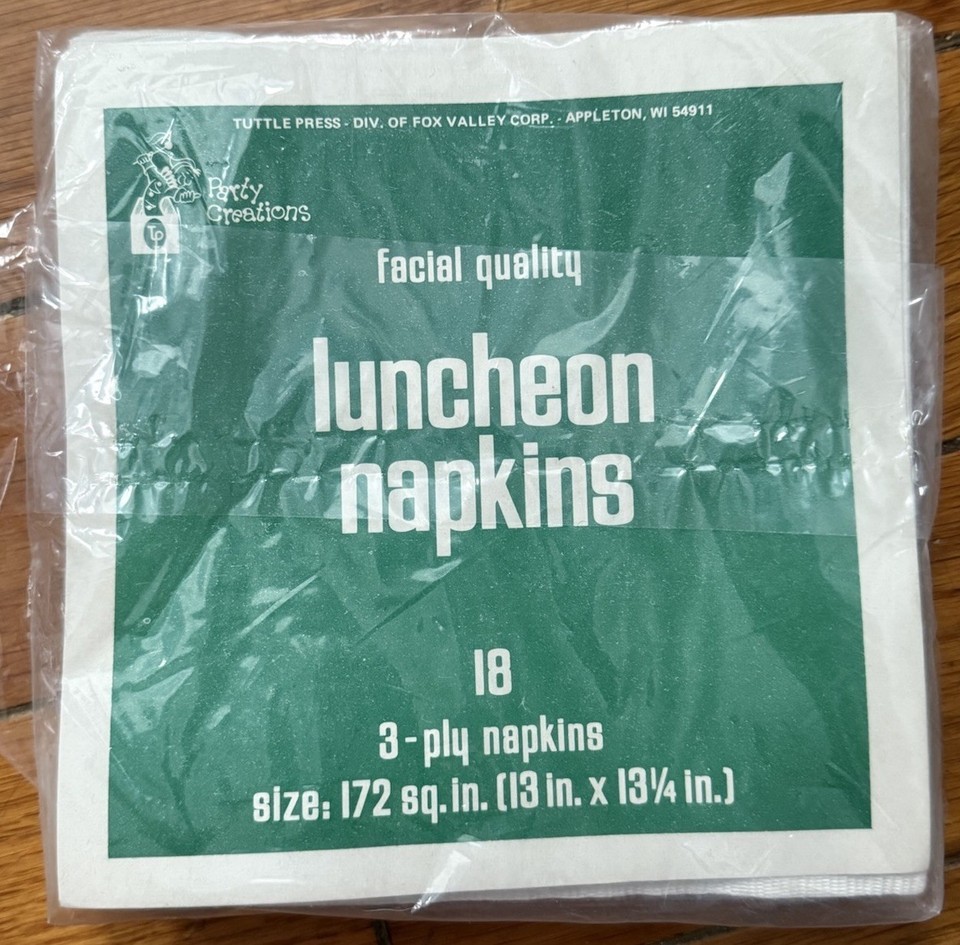 TUTTLE PRESS - DIV. OF FOX VALLEY CORP. - APPLETON, WI 54911
Party
Creations
TP
facial quality
luncheon
napkins
18
3-ply napkins
size: 172 sq. in. (13 in. x 13¼ in.)